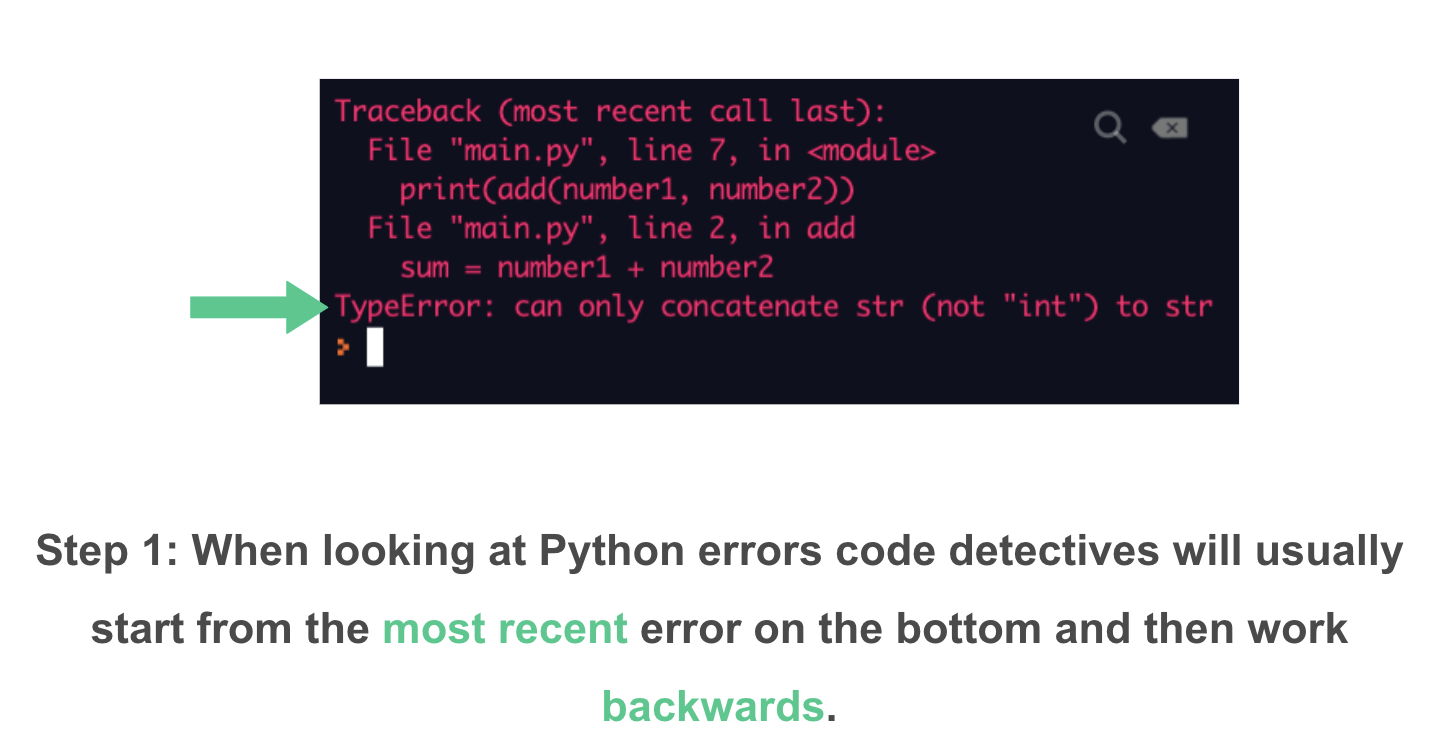 Traceback (most recent call last):
  File "main.py", line 7, in <module>
    print(add(number1, number2))
  File "main.py", line 2, in add
    sum = number1 + number2
TypeError: can only concatenate str (not "int") to str
>
Step 1: When looking at Python errors code detectives will usually
start from the most recent error on the bottom and then work
backwards.